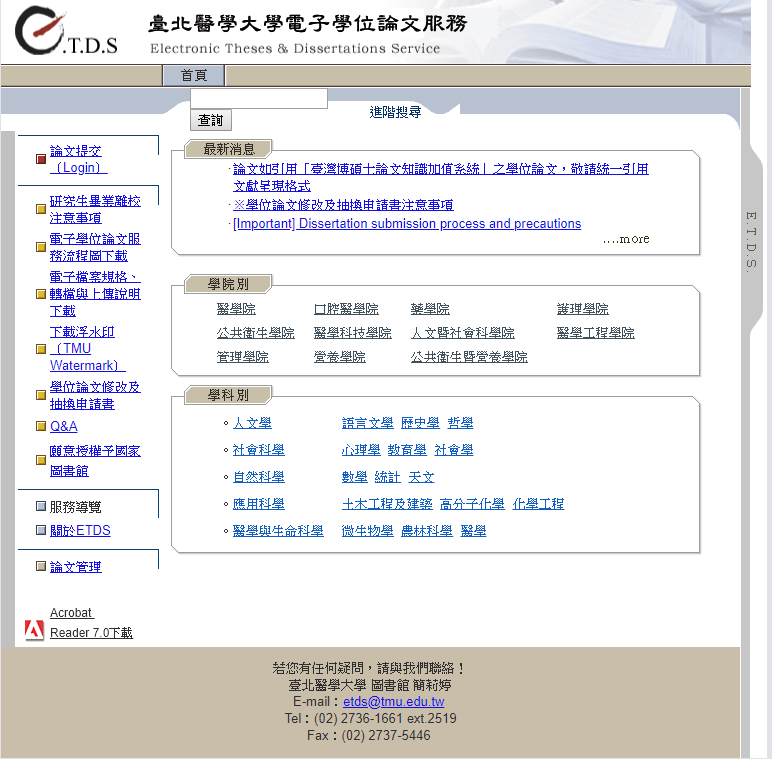 E.T.D.S
臺北醫學大學電子學位論文服務
Electronic Theses & Dissertations Service
首頁
查詢
進階搜尋
論文提交
（Login）
研究生畢業離校
注意事項
電子學位論文服
務流程圖下載
電子檔案規格、
轉檔與上傳說明
下載
下載浮水印
（TMU
Watermark）
學位論文修改及
抽換申請書
Q&A
願意授權予國家
圖書館
服務導覽
關於ETDS
論文管理
Acrobat
Reader 7.0下載
最新消息
·論文如引用「臺灣博碩士論文知識加值系統」之學位論文，敬請統一引用
文獻呈現格式
·※學位論文修改及抽換申請書注意事項
·[Important] Dissertation submission process and precautions
....more
學院別
醫學院 口腔醫學院 藥學院 護理學院
公共衛生學院 醫學科技學院 人文暨社會科學院 醫學工程學院
管理學院 營養學院 公共衛生暨營養學院
學科別
人文學 語言文學 歷史學 哲學
社會科學 心理學 教育學 社會學
自然科學 數學 統計 天文
應用科學 土木工程及建築 高分子化學 化學工程
醫學與生命科學 微生物學 農林科學 醫學
E.T.D.S.
若您有任何疑問，請與我們聯絡！
臺北醫學大學 圖書館 簡莉婷
E-mail：etds@tmu.edu.tw
Tel：(02) 2736-1661 ext.2519
Fax：(02) 2737-5446